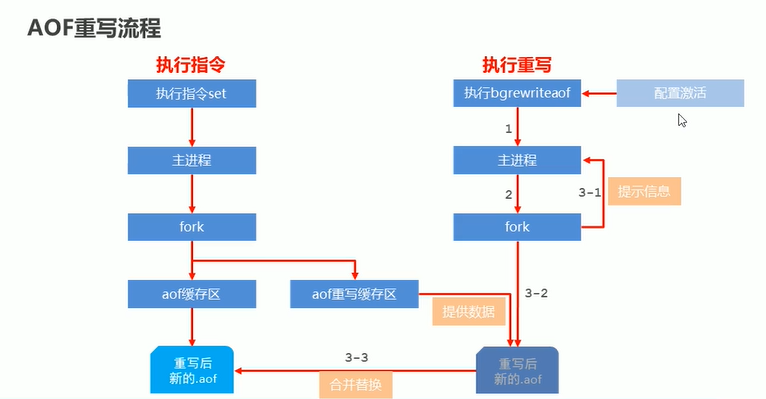 AOF重写流程
执行指令
执行重写
执行指令set
执行bgrewriteaof
配置激活
1
主进程
主进程
2
3-1
提示信息
fork
fork
aof缓存区
aof重写缓存区
提供数据
3-2
重写后
新的.aof
3-3
合并替换
重写后
新的.aof